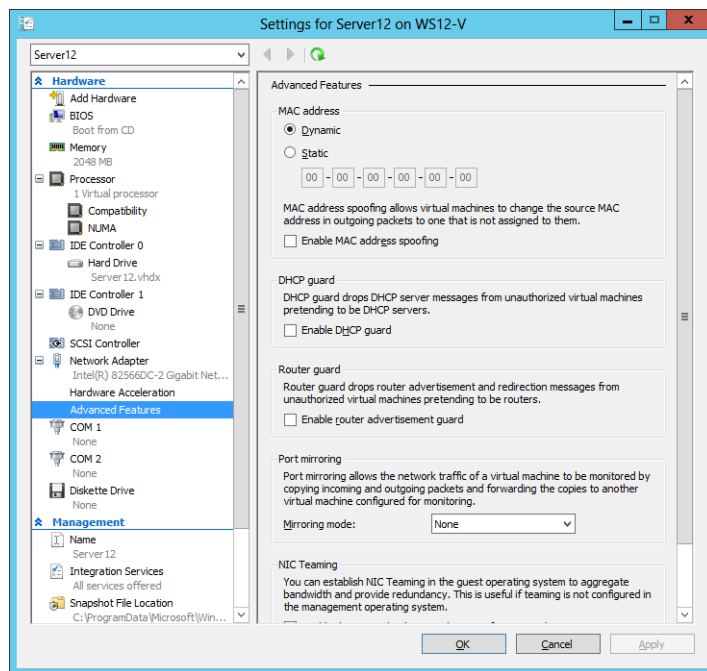 Settings for Server12 on WS12-V
Server12
Hardware
Add Hardware
BIOS
Boot from CD
Memory
2048 MB
Processor
1 Virtual processor
Compatibility
NUMA
IDE Controller 0
Hard Drive
Server12.vhdx
IDE Controller 1
DVD Drive
None
SCSI Controller
Network Adapter
Intel(R) 82566DC-2 Gigabit Net...
Hardware Acceleration
Advanced Features
COM 1
None
COM 2
None
Diskette Drive
None
Management
Name
Server12
Integration Services
All services offered
Snapshot File Location
C:\ProgramData\Microsoft\Win...
Advanced Features
MAC address
Dynamic
Static
00 - 00 - 00 - 00 - 00 - 00
MAC address spoofing allows virtual machines to change the source MAC
address in outgoing packets to one that is not assigned to them.
Enable MAC address spoofing
DHCP guard
DHCP guard drops DHCP server messages from unauthorized virtual machines
pretending to be DHCP servers.
Enable DHCP guard
Router guard
Router guard drops router advertisement and redirection messages from
unauthorized virtual machines pretending to be routers.
Enable router advertisement guard
Port mirroring
Port mirroring allows the network traffic of a virtual machine to be monitored by
copying incoming and outgoing packets and forwarding the copies to another
virtual machine configured for monitoring.
Mirroring mode: None
NIC Teaming
You can establish NIC Teaming in the guest operating system to aggregate
bandwidth and provide redundancy. This is useful if teaming is not configured in
the management operating system.
OK Cancel Apply